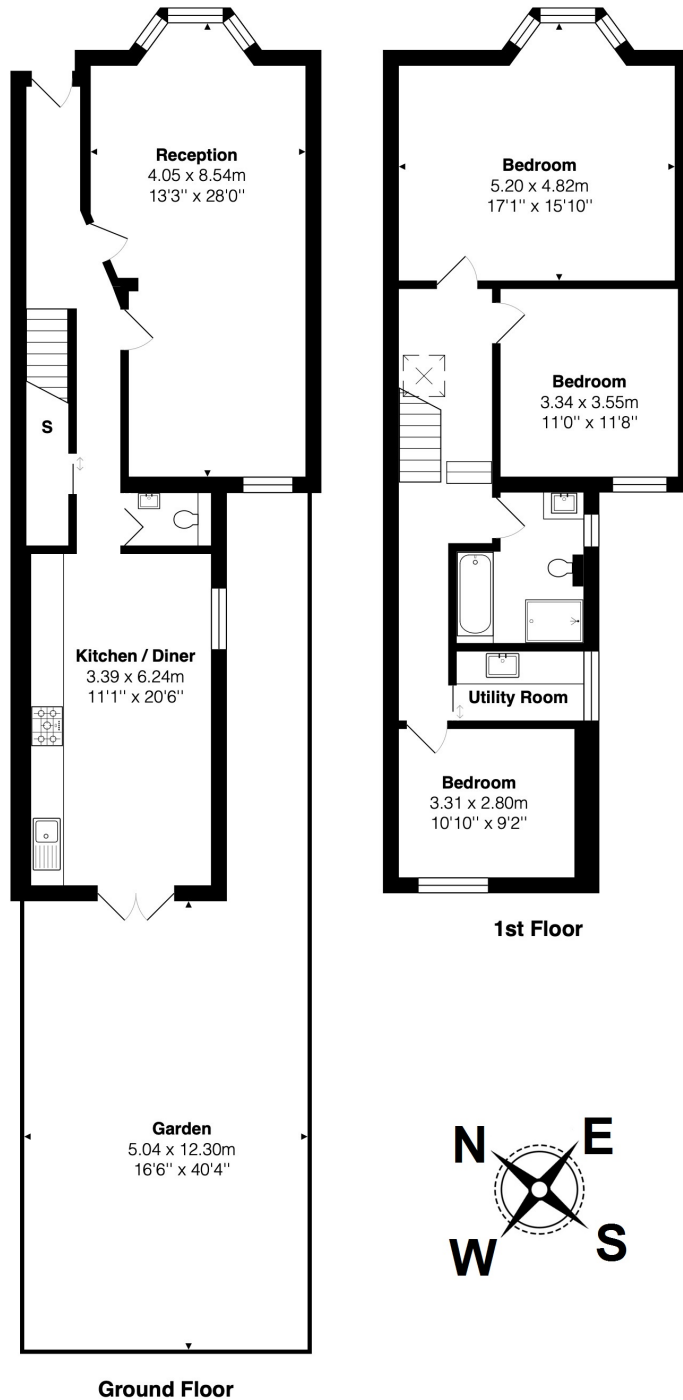 Reception
4.05 x 8.54m
13'3'' x 28'0''
S
Kitchen / Diner
3.39 x 6.24m
11'1'' x 20'6''
Garden
5.04 x 12.30m
16'6'' x 40'4''
Ground Floor
Bedroom
5.20 x 4.82m
17'1'' x 15'10''
Bedroom
3.34 x 3.55m
11'0'' x 11'8''
Utility Room
Bedroom
3.31 x 2.80m
10'10'' x 9'2''
1st Floor
N E
W S